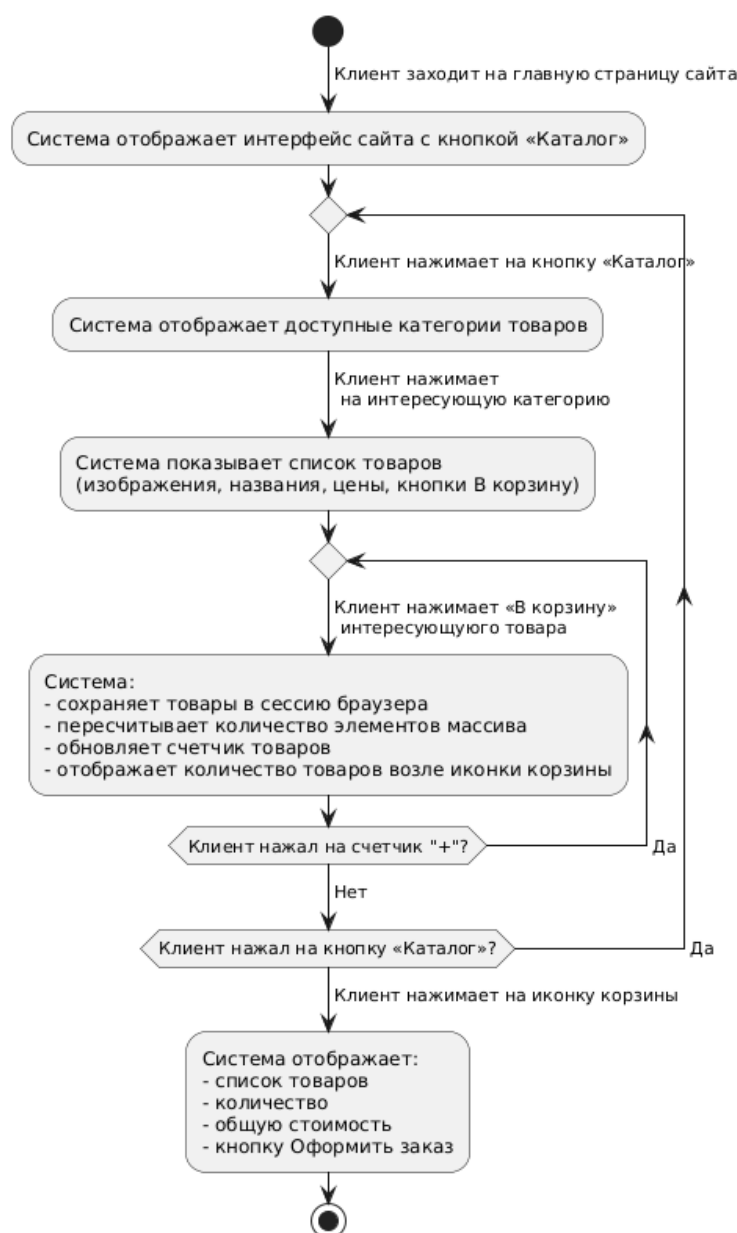 Клиент заходит на главную страницу сайта
Система отображает интерфейс сайта с кнопкой «Каталог»
Клиент нажимает на кнопку «Каталог»
Система отображает доступные категории товаров
Клиент нажимает
на интересующую категорию
Система показывает список товаров
(изображения, названия, цены, кнопки В корзину)
Клиент нажимает «В корзину»
интересующуюго товара
Система:
- сохраняет товары в сессию браузера
- пересчитывает количество элементов массива
- обновляет счетчик товаров
- отображает количество товаров возле иконки корзины
Клиент нажал на счетчик "+"?
Да
Нет
Клиент нажал на кнопку «Каталог»?
Да
Клиент нажимает на иконку корзины
Система отображает:
- список товаров
- количество
- общую стоимость
- кнопку Оформить заказ